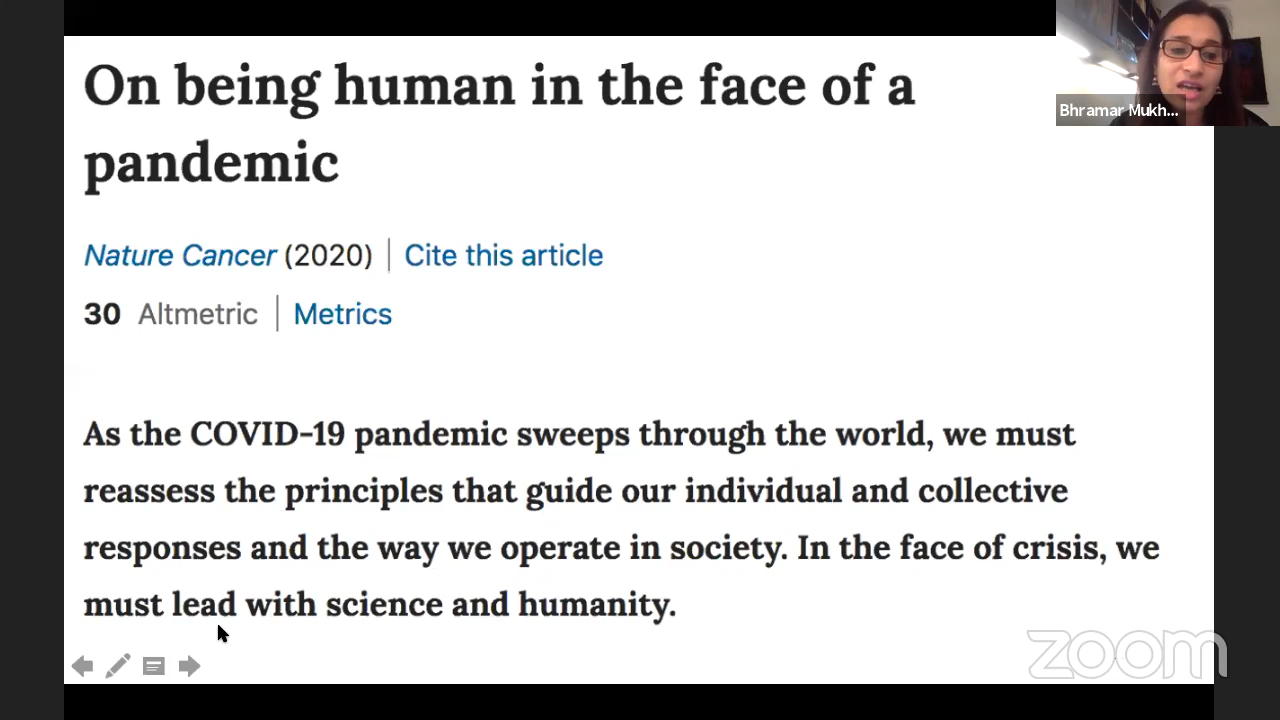 On being human in the face of a
pandemic
Bhramar Mukh...
Nature Cancer (2020) | Cite this article
30 Altmetric | Metrics
As the COVID-19 pandemic sweeps through the world, we must
reassess the principles that guide our individual and collective
responses and the way we operate in society. In the face of crisis, we
must lead with science and humanity.
zoom